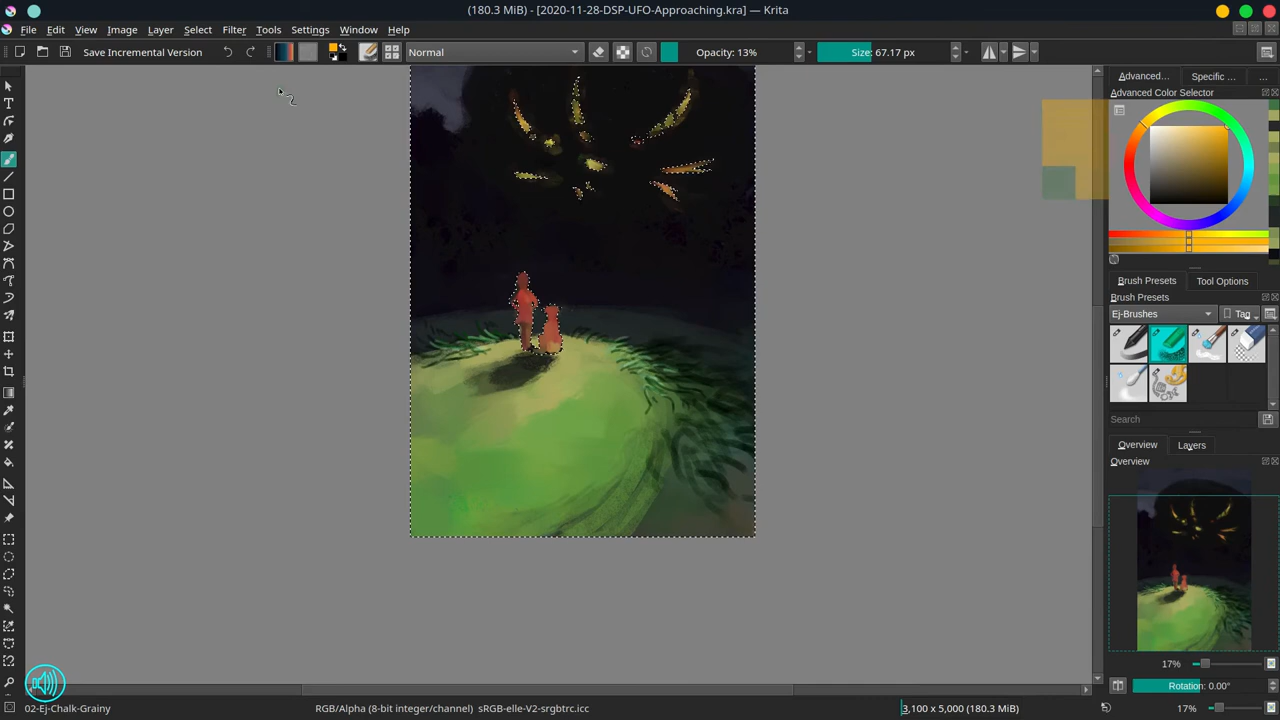 (180.3 MiB) - [2020-11-28-DSP-UFO-Approaching.kra] — Krita
File Edit View Image Layer Select Filter Tools Settings Window Help
Save Incremental Version Normal Opacity: 13% Size: 67.17 px
Advanced... Specific ... ...
Advanced Color Selector
Brush Presets Tool Options
Brush Presets
Ej-Brushes Tag
Search
Overview Layers
Overview
17%
Rotation: 0.00°
02-Ej-Chalk-Grainy RGB/Alpha (8-bit integer/channel) sRGB-elle-V2-srgbtrc.icc 3,100 x 5,000 (180.3 MiB) 17%